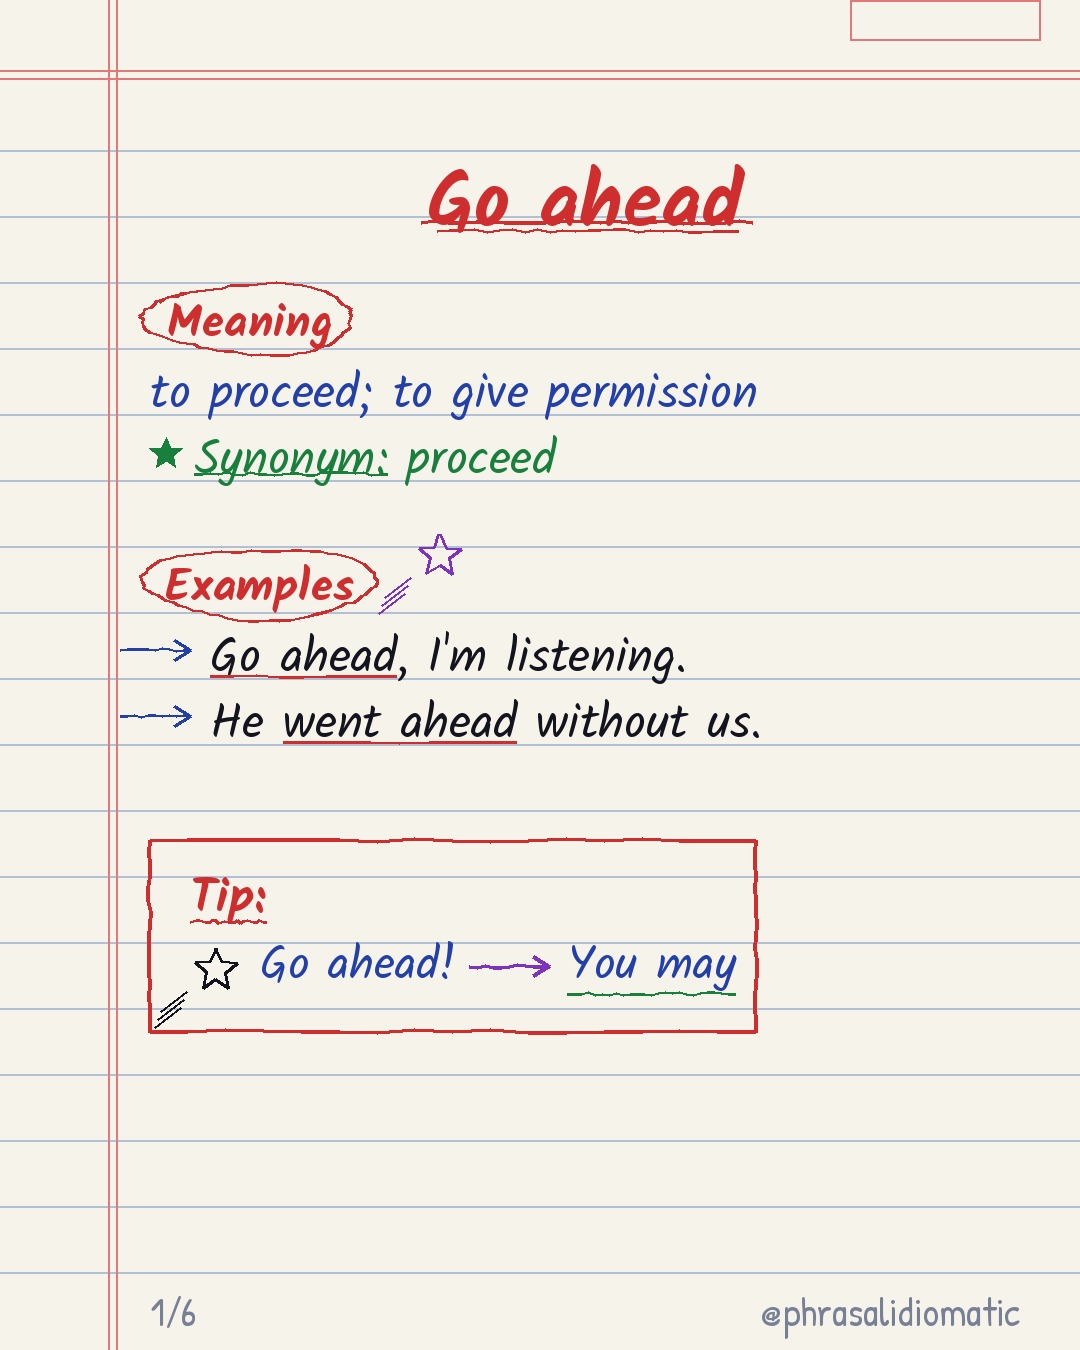 Go ahead
Meaning
to proceed; to give permission
★ Synonym: proceed
Examples
→ Go ahead, I'm listening.
→ He went ahead without us.
Tip:
☆ Go ahead! → You may
1/6
@phrasalidiomatic